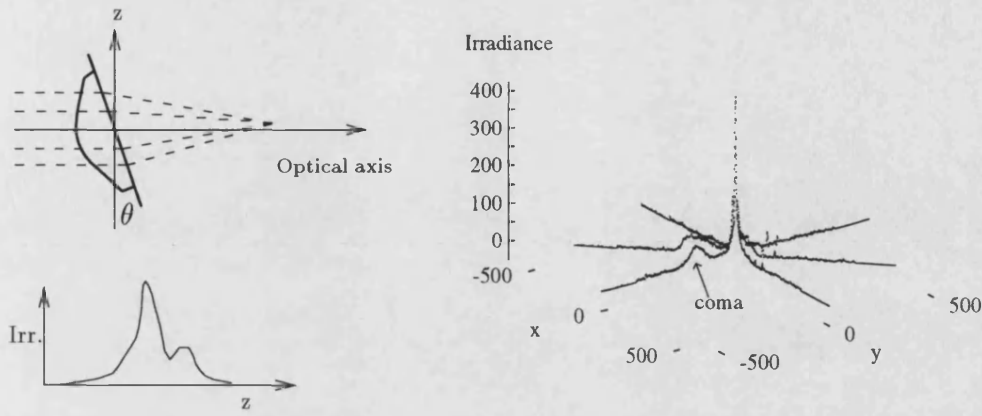 z
Optical axis
θ
Irr.
z
Irradiance
400
300
200
100
0
-500
coma
x
0
500
-500
0
y
500